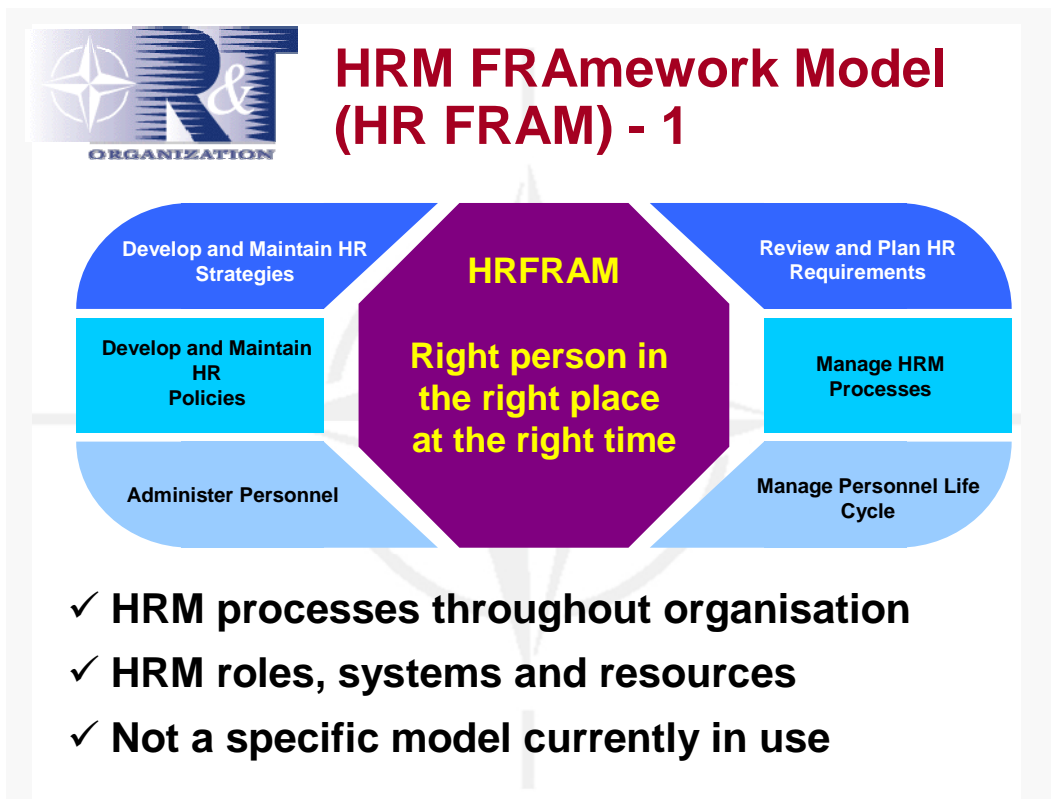 R&T
ORGANIZATION
HRM FRAmework Model
(HR FRAM) - 1
Develop and Maintain HR
Strategies
Develop and Maintain
HR
Policies
Administer Personnel
HRFRAM
Right person in
the right place
at the right time
Review and Plan HR
Requirements
Manage HRM
Processes
Manage Personnel Life
Cycle
✓ HRM processes throughout organisation
✓ HRM roles, systems and resources
✓ Not a specific model currently in use